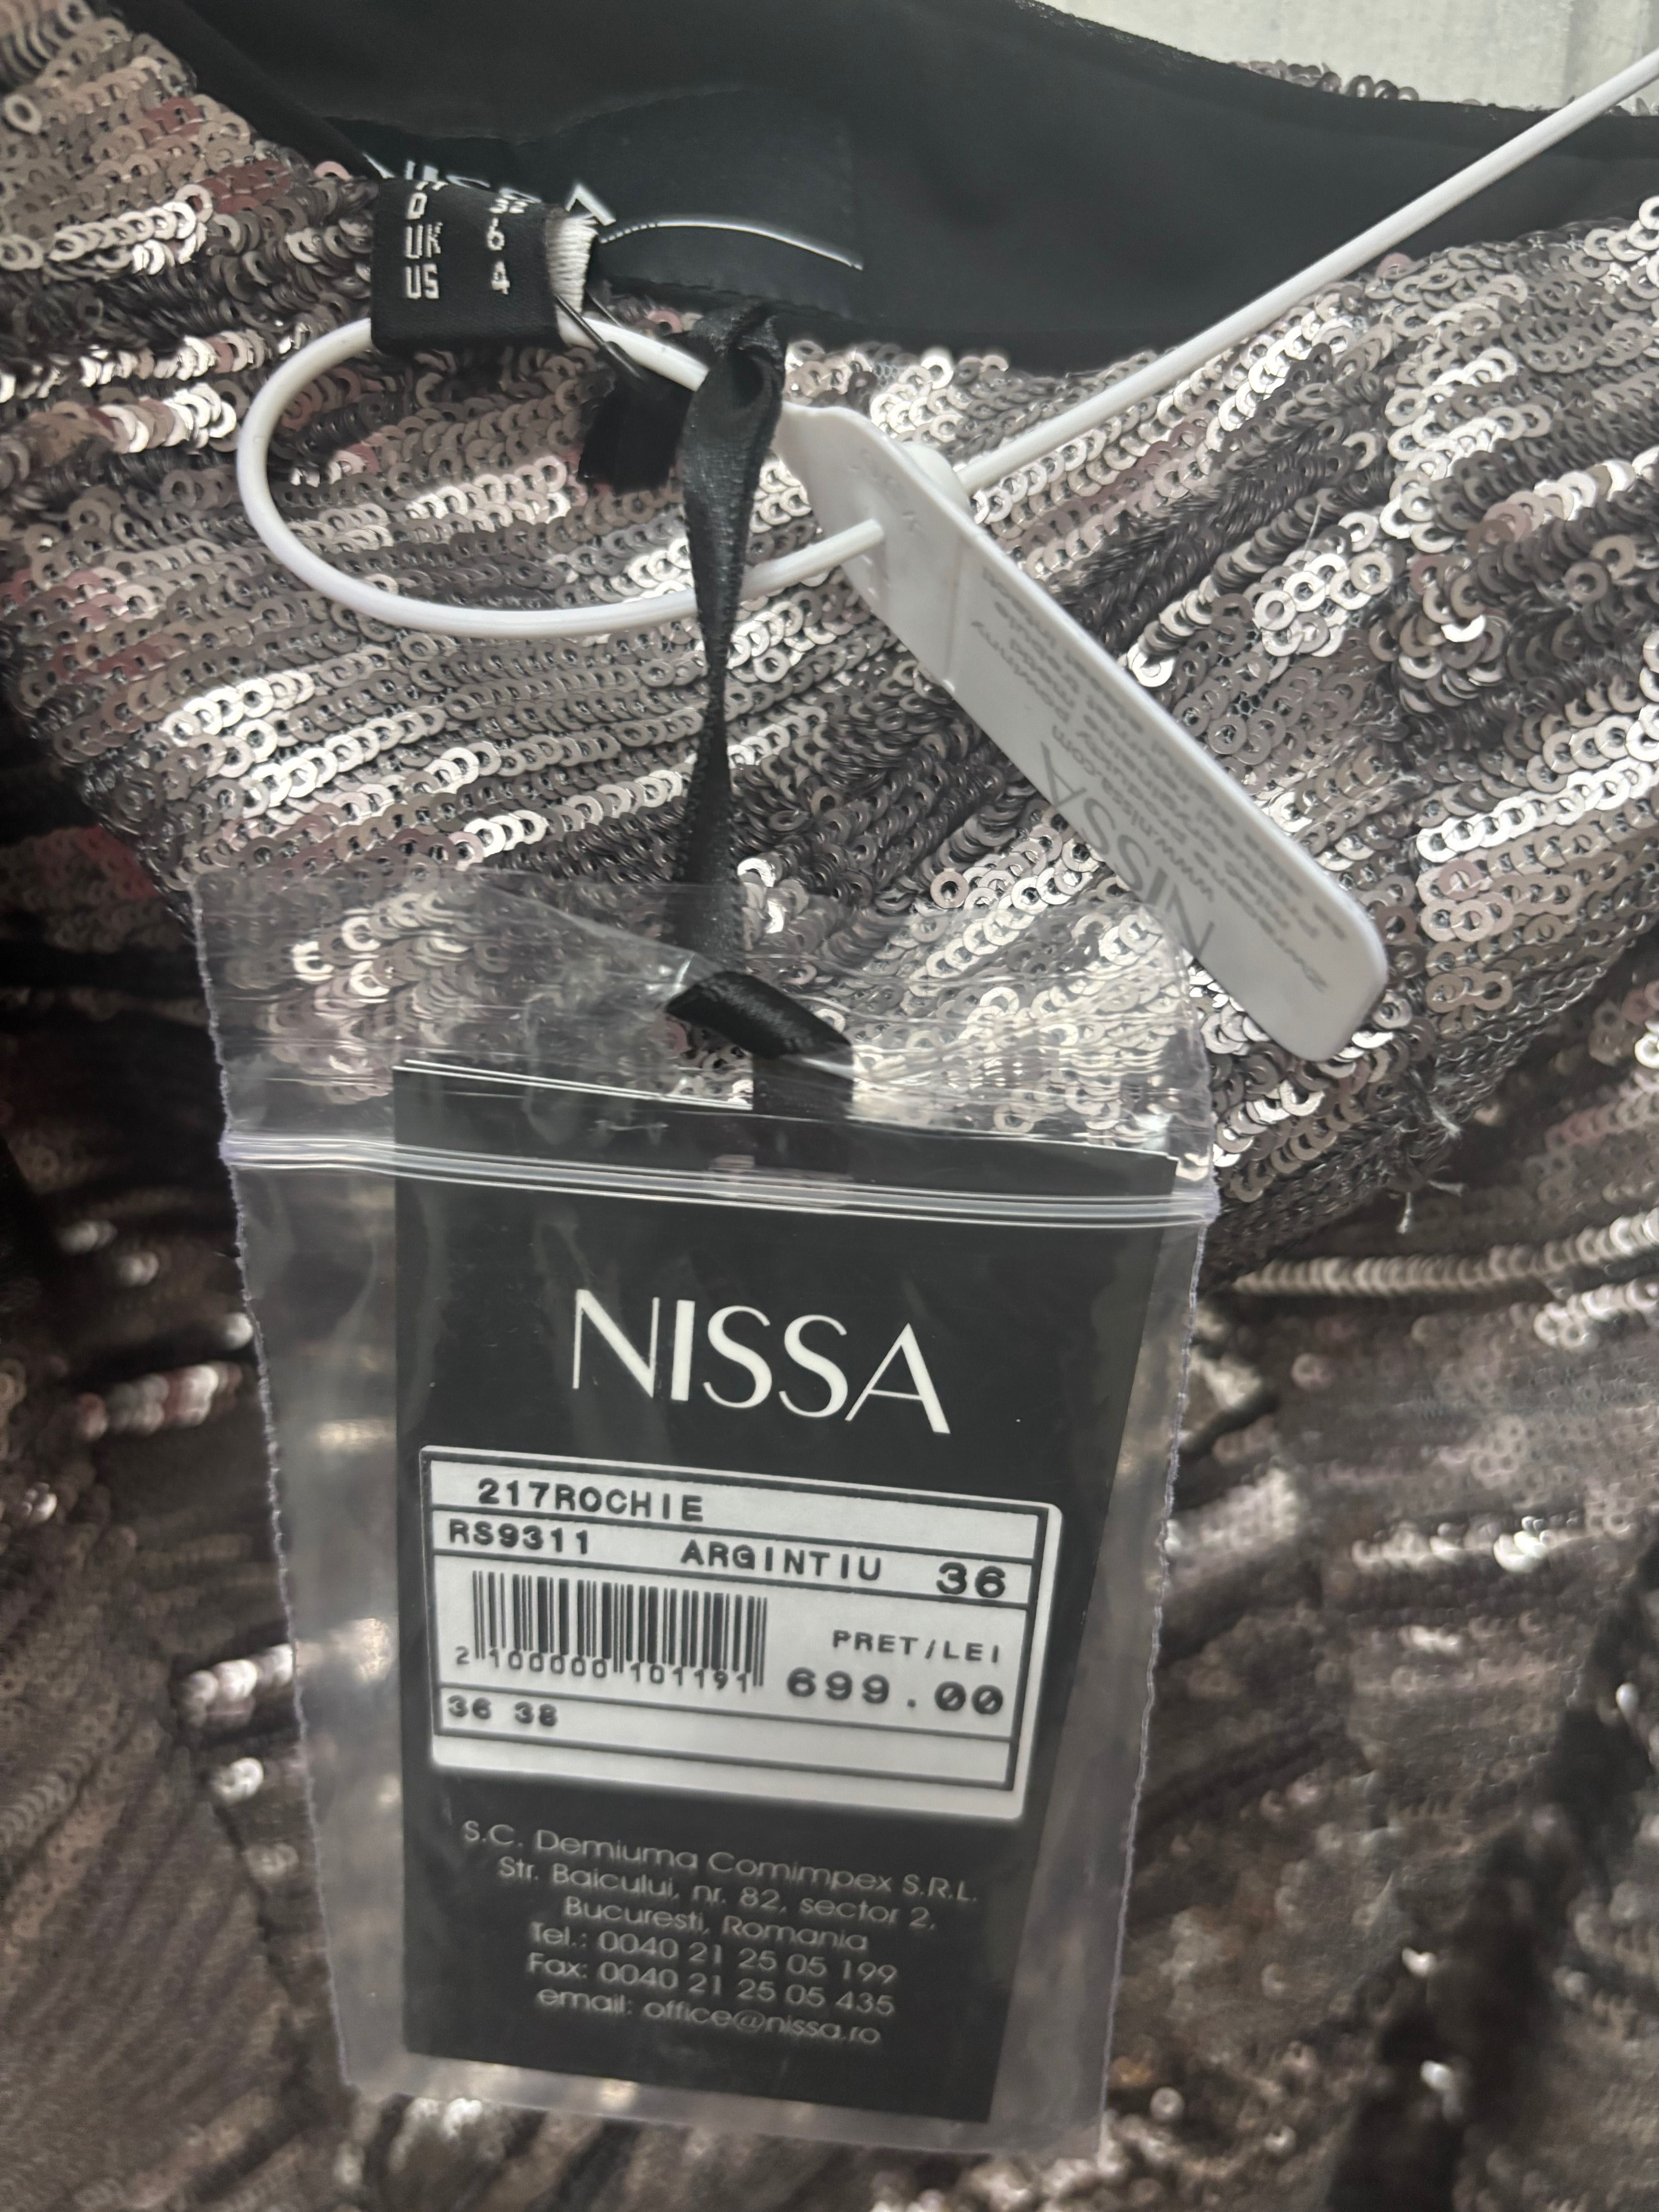 D 32
UK 6
US 4
NISSA
NISSA
217ROCHIE
RS9311 ARGINTIU 36
PRET/LEI
2 100000 101191 699.00
36 38
S.C. Demiuma Comimpex S.R.L.
Str. Baicului, nr. 82, sector 2,
Bucuresti, Romania
Tel.: 0040 21 25 05 199
Fax: 0040 21 25 05 435
email: office@nissa.ro